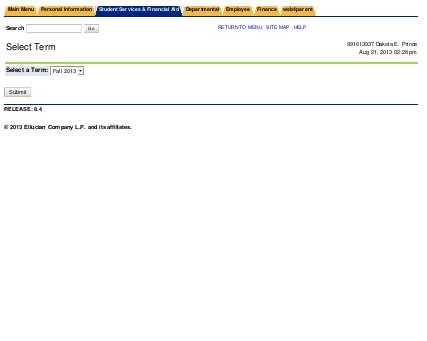 Main Menu Personal Information Student Services & Financial Aid Departmental Employee Finance web4parent
Search Go RETURN TO MENU SITE MAP HELP
Select Term 991613937 Dakota E. Prince
Aug 21, 2013 02:28 pm
Select a Term: Fall 2013
Submit
RELEASE: 8.4
© 2013 Ellucian Company L.P. and its affiliates.